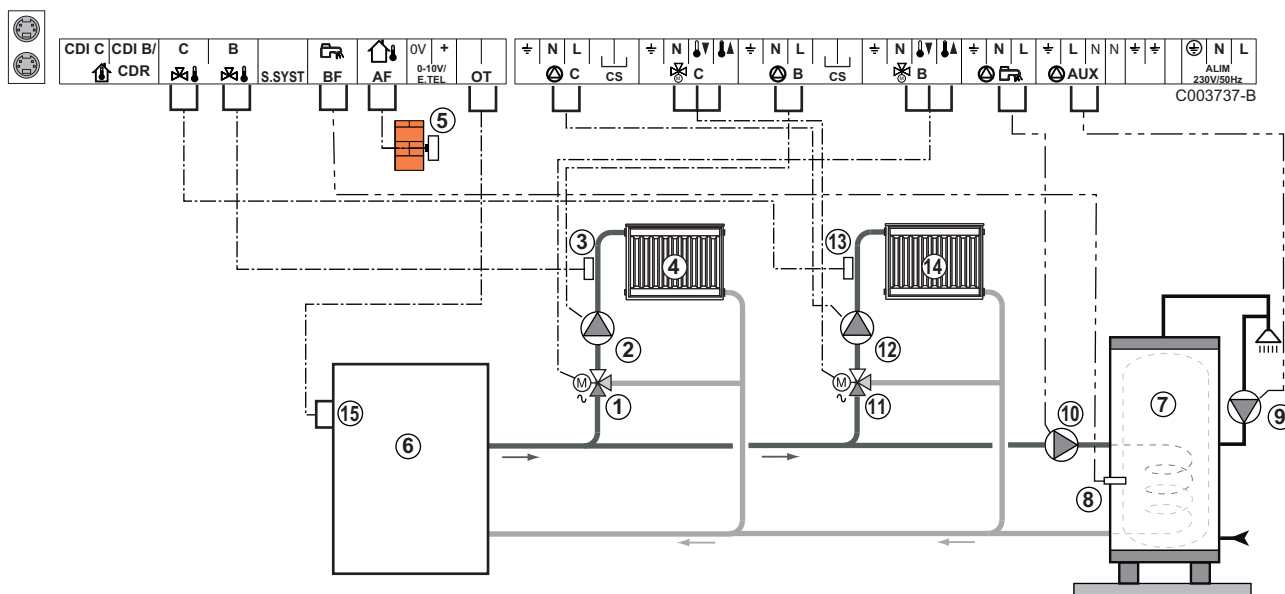 CDI C CDI B/ C B 0V + N L N N L N N L L N N N L
CDR S.SYST BF AF 0-10V/ E.TEL OT C CS M C B CS M B AUX ALIM 230V/50Hz
C003737-B
5
3 4 13 14
2 12
M 1 M 11
15 6 10 7 9
8